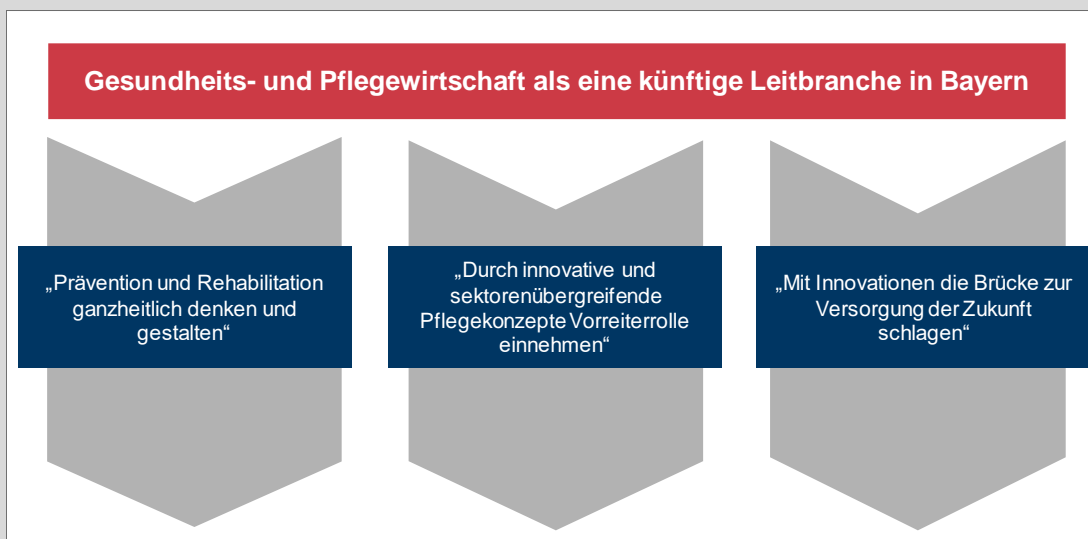 Gesundheits- und Pflegewirtschaft als eine künftige Leitbranche in Bayern
„Prävention und Rehabilitation
ganzheitlich denken und
gestalten“
„Durch innovative und
sektorenübergreifende
Pflegekonzepte Vorreiterrolle
einnehmen“
„Mit Innovationen die Brücke zur
Versorgung der Zukunft
schlagen“